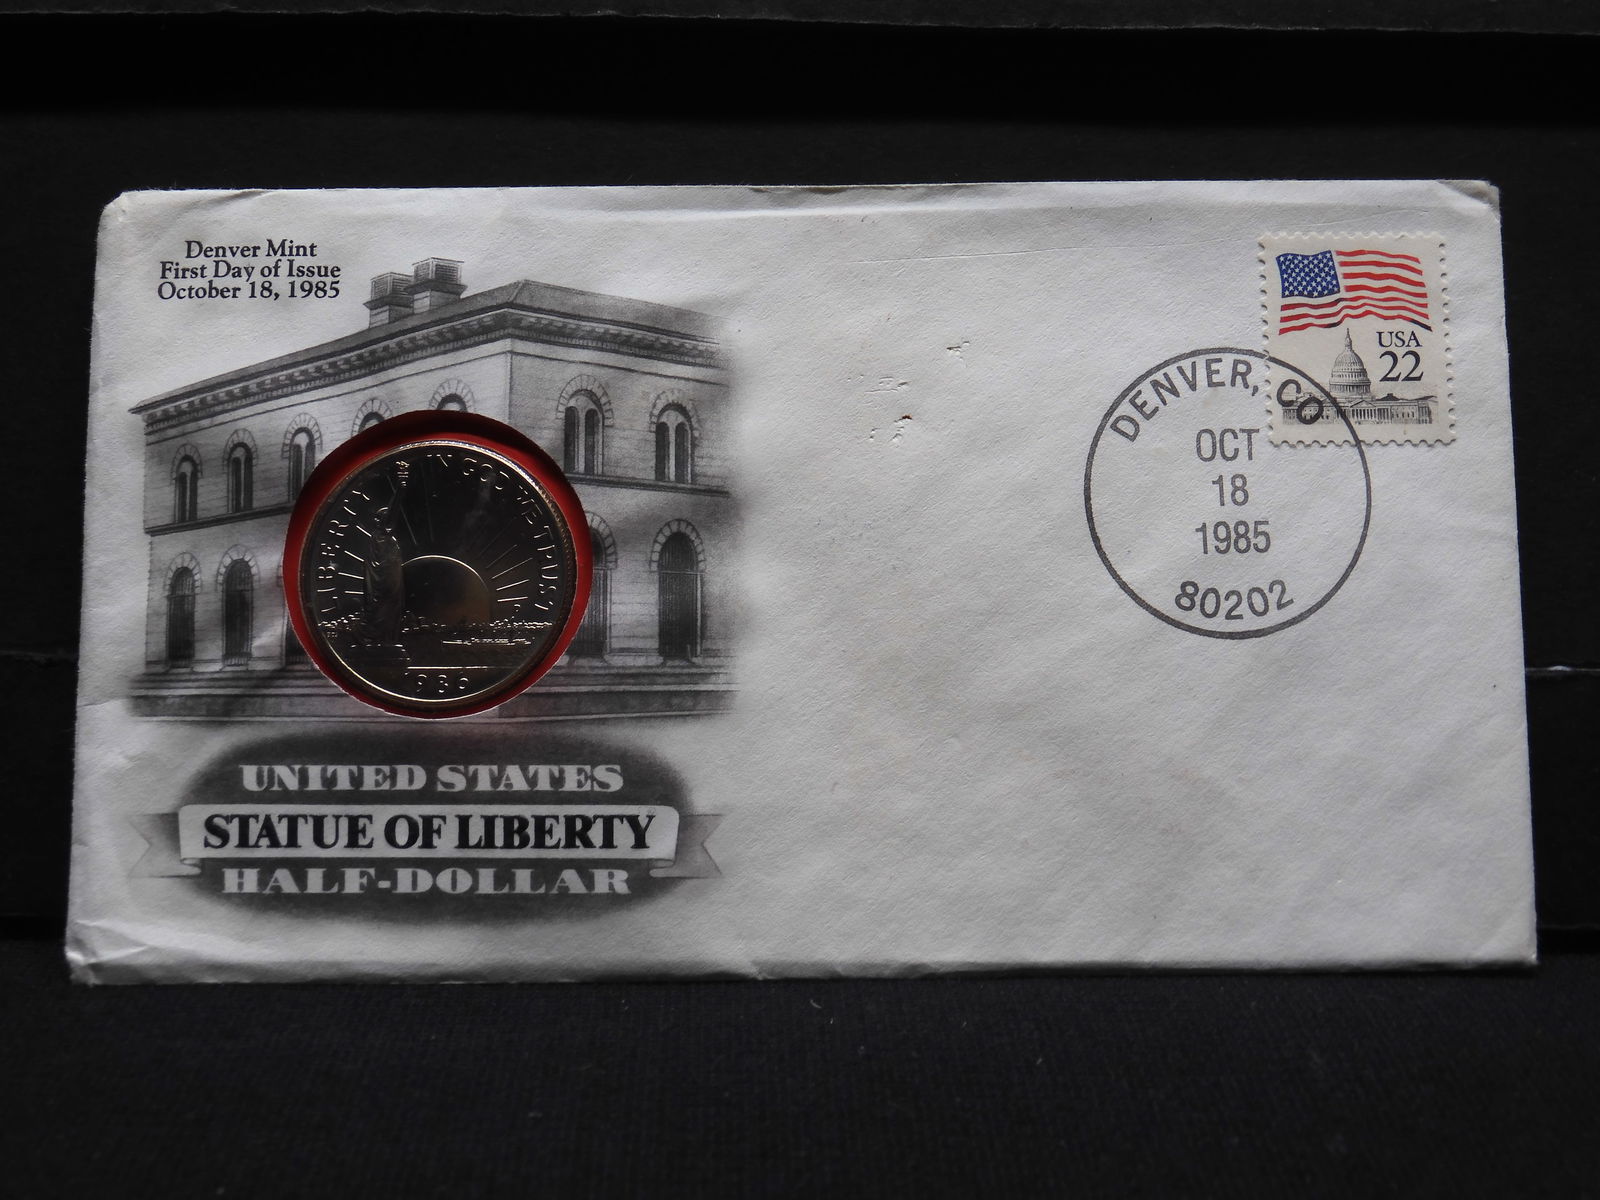 Denver Mint
First Day of Issue
October 18, 1985
USA
22
DENVER, CO
OCT
18
1985
80202
LIBERTY
IN GOD WE TRUST
D
1986
UNITED STATES
STATUE OF LIBERTY
HALF-DOLLAR